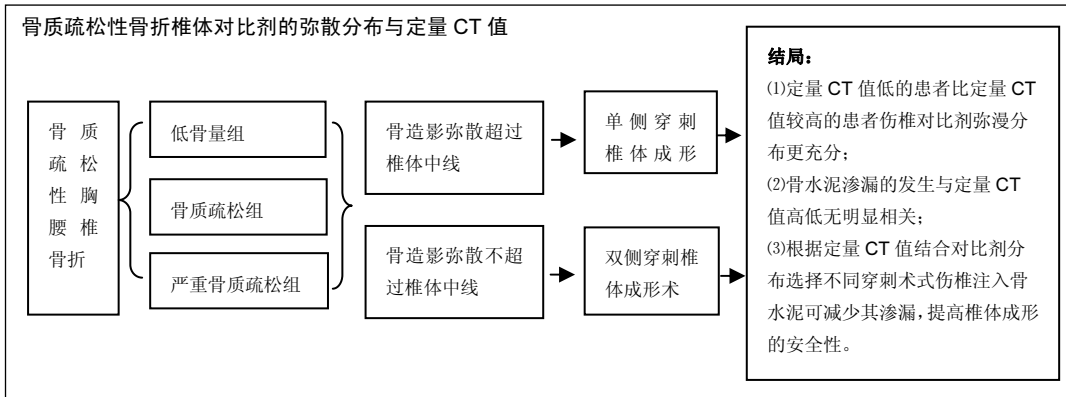 骨质疏松性骨折椎体对比剂的弥散分布与定量 CT 值
骨质
疏松
性胸
腰椎
骨折
低骨量组
骨质疏松组
严重骨质疏松组
骨造影弥散超过
椎体中线
骨造影弥散不超
过椎体中线
单侧穿刺
椎体成形
双侧穿刺椎
体成形术
结局：
⑴定量 CT 值低的患者比定量 CT
值较高的患者伤椎对比剂弥漫分
布更充分；
⑵骨水泥渗漏的发生与定量 CT
值高低无明显相关；
⑶根据定量 CT 值结合对比剂分
布选择不同穿刺术式伤椎注入骨
水泥可减少其渗漏，提高椎体成形
的安全性。